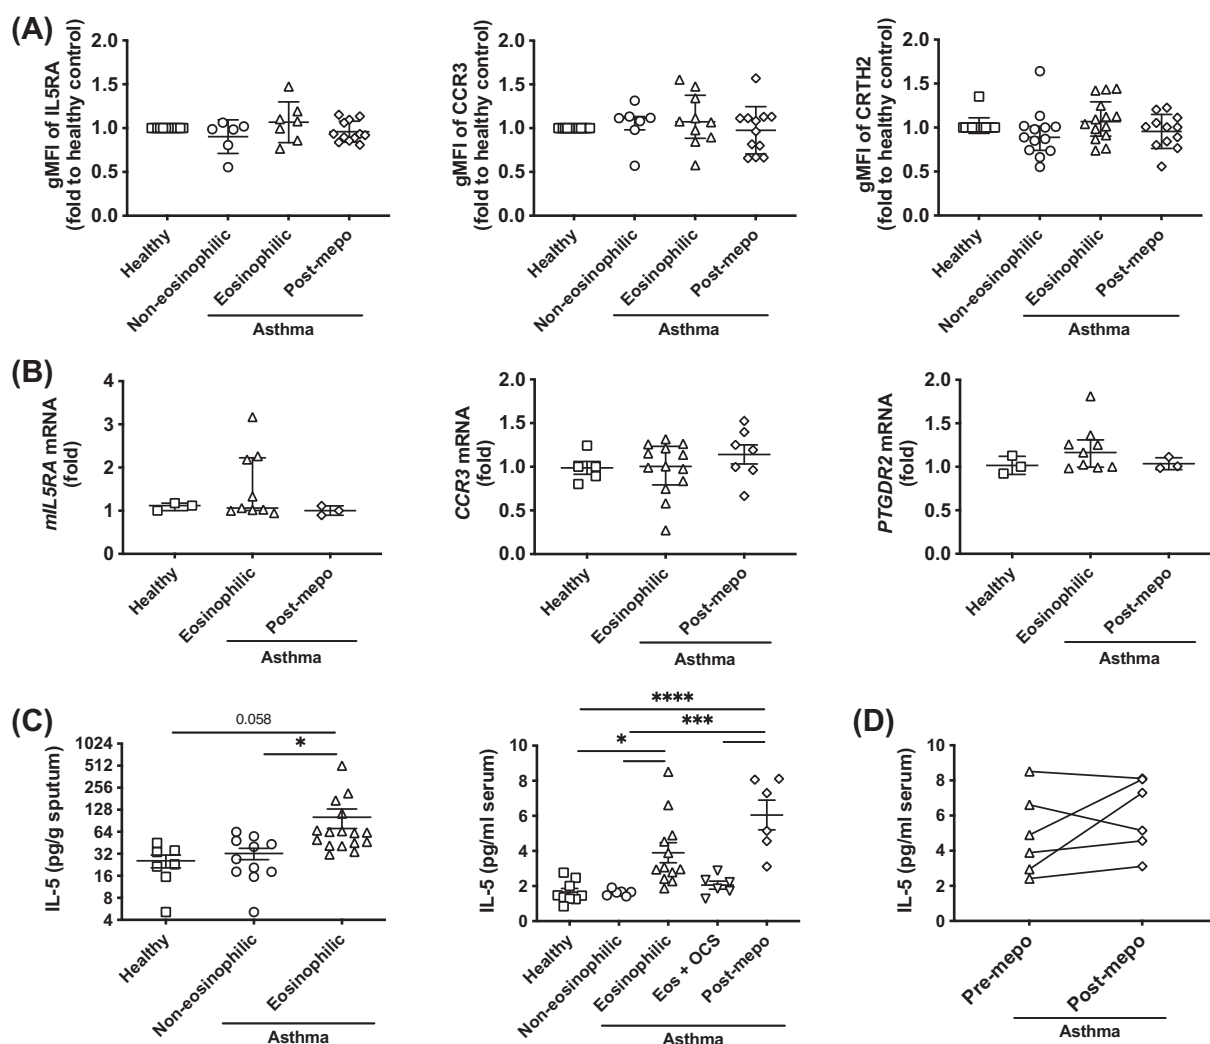 (A)
gMFI of IL5RA
(fold to healthy control)
2.0
1.5
1.0
0.5
0.0
Healthy
Non-eosinophilic
Eosinophilic
Post-mepo
Asthma
gMFI of CCR3
(fold to healthy control)
2.0
1.5
1.0
0.5
0.0
Healthy
Non-eosinophilic
Eosinophilic
Post-mepo
Asthma
gMFI of CRTH2
(fold to healthy control)
2.0
1.5
1.0
0.5
0.0
Healthy
Non-eosinophilic
Eosinophilic
Post-mepo
Asthma
(B)
mIL5RA mRNA
(fold)
4
3
2
1
0
Healthy
Eosinophilic
Post-mepo
Asthma
CCR3 mRNA
(fold)
2.0
1.5
1.0
0.5
0.0
Healthy
Eosinophilic
Post-mepo
Asthma
PTGDR2 mRNA
(fold)
2.0
1.5
1.0
0.5
0.0
Healthy
Eosinophilic
Post-mepo
Asthma
(C)
IL-5 (pg/g sputum)
1024
512
256
128
64
32
16
8
4
0.058
*
Healthy
Non-eosinophilic
Eosinophilic
Asthma
IL-5 (pg/ml serum)
10
8
6
4
2
0
****
***
*
Healthy
Non-eosinophilic
Eosinophilic
Eos + OCS
Post-mepo
Asthma
(D)
IL-5 (pg/ml serum)
10
8
6
4
2
0
Pre-mepo
Post-mepo
Asthma